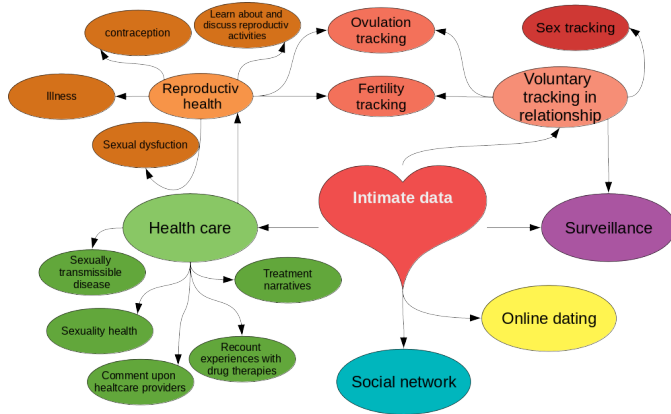 Learn about and
discuss reproductiv
activities
contraception
Ovulation
tracking
Sex tracking
Illness
Reproductiv
health
Fertility
tracking
Voluntary
tracking in
relationship
Sexual dysfuction
Intimate data
Health care
Surveillance
Sexually
transmissible
disease
Treatment
narratives
Sexuality health
Online dating
Recount
experiences with
drug therapies
Comment upon
healtcare providers
Social network